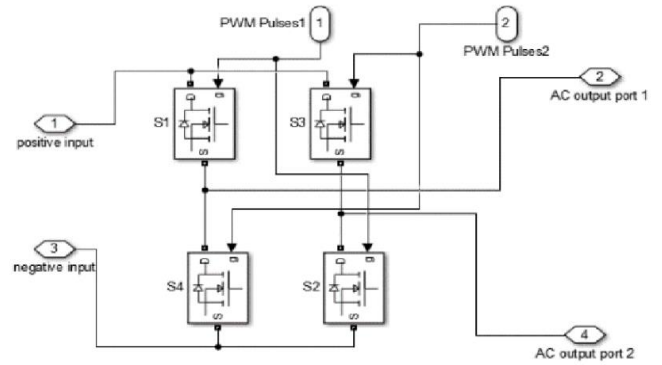 PWM Pulses1
1
2
PWM Pulses2
2
AC output port 1
1
positive input
S1
D
g
S
S3
D
g
S
3
negative input
S4
D
g
S
S2
D
g
S
4
AC output port 2